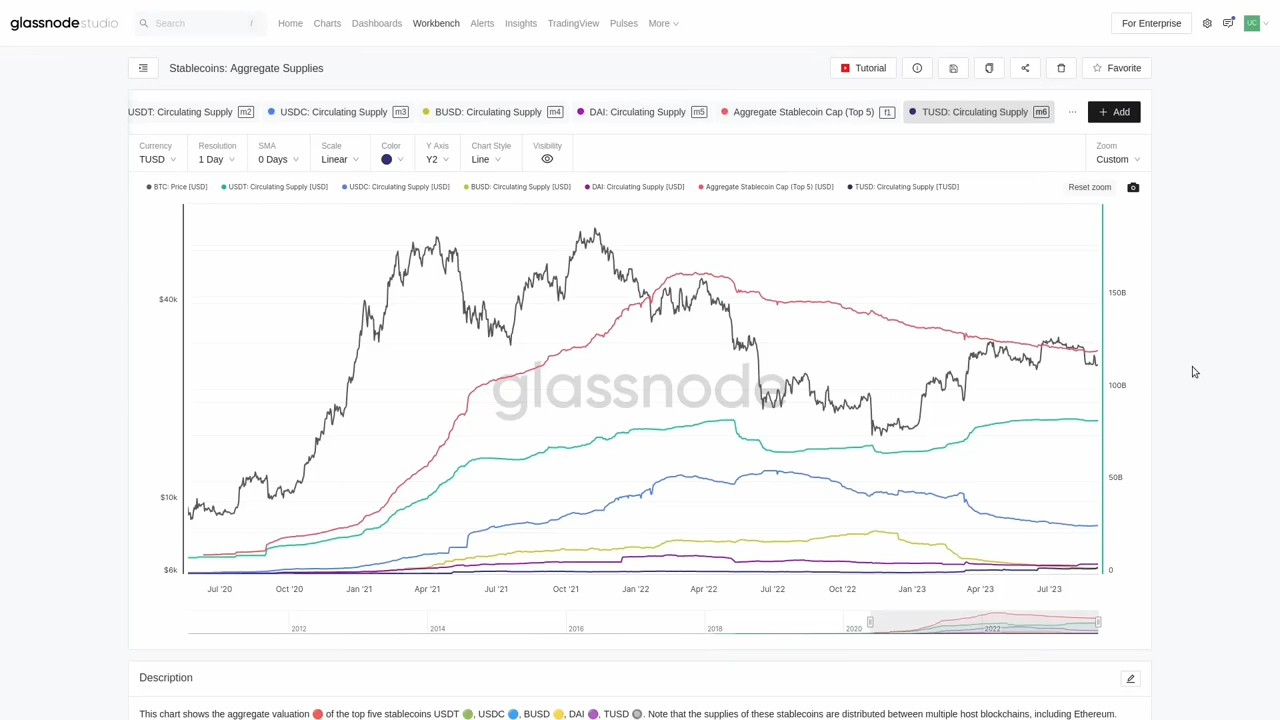 glassnodestudio Search / Home Charts Dashboards Workbench Alerts Insights TradingView Pulses More For Enterprise UC
Stablecoins: Aggregate Supplies Tutorial Favorite
USDT: Circulating Supply m2 USDC: Circulating Supply m3 BUSD: Circulating Supply m4 DAI: Circulating Supply m5 Aggregate Stablecoin Cap (Top 5) f1 TUSD: Circulating Supply m6 ... + Add
Currency Resolution SMA Scale Color Y Axis Chart Style Visibility Zoom
TUSD 1 Day 0 Days Linear Y2 Line Custom
BTC: Price [USD] USDT: Circulating Supply [USD] USDC: Circulating Supply [USD] BUSD: Circulating Supply [USD] DAI: Circulating Supply [USD] Aggregate Stablecoin Cap (Top 5) [USD] TUSD: Circulating Supply [TUSD] Reset zoom
$40k 150B
glassnode
100B
50B
$10k
$6k 0
Jul '20 Oct '20 Jan '21 Apr '21 Jul '21 Oct '21 Jan '22 Apr '22 Jul '22 Oct '22 Jan '23 Apr '23 Jul '23
2012 2014 2016 2018 2020 2022
Description
This chart shows the aggregate valuation 🔴 of the top five stablecoins USDT 🟢, USDC 🔵, BUSD 🟡, DAI 🟣, TUSD 🔘. Note that the supplies of these stablecoins are distributed between multiple host blockchains, including Ethereum.